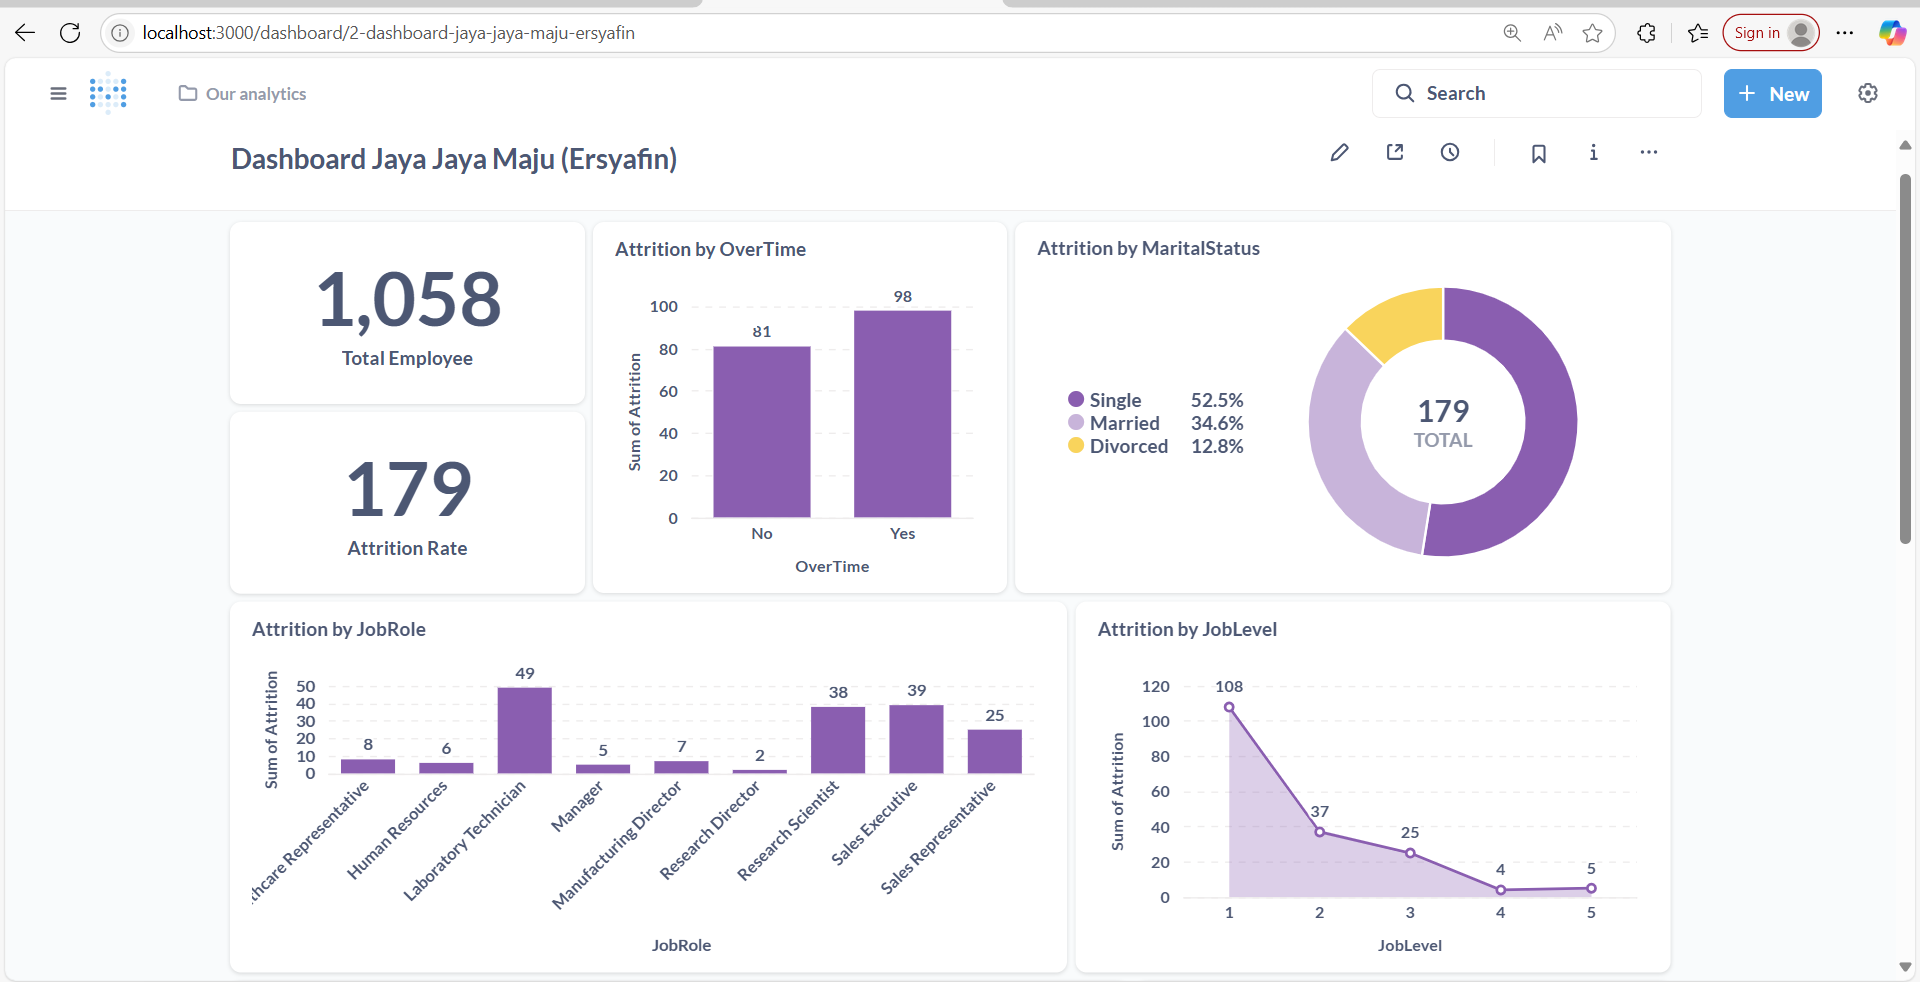 localhost:3000/dashboard/2-dashboard-jaya-jaya-maju-ersyafin
Sign in
Our analytics
Search
+ New
Dashboard Jaya Jaya Maju (Ersyafin)
1,058
Total Employee
179
Attrition Rate
Attrition by OverTime
Sum of Attrition
100
80
60
40
20
0
81
98
No
Yes
OverTime
Attrition by MaritalStatus
Single 52.5%
Married 34.6%
Divorced 12.8%
179
TOTAL
Attrition by JobRole
Sum of Attrition
50
40
30
20
10
0
8
6
49
5
7
2
38
39
25
thcare Representative
Human Resources
Laboratory Technician
Manager
Manufacturing Director
Research Director
Research Scientist
Sales Executive
Sales Representative
JobRole
Attrition by JobLevel
Sum of Attrition
120
100
80
60
40
20
0
108
37
25
4
5
1
2
3
4
5
JobLevel